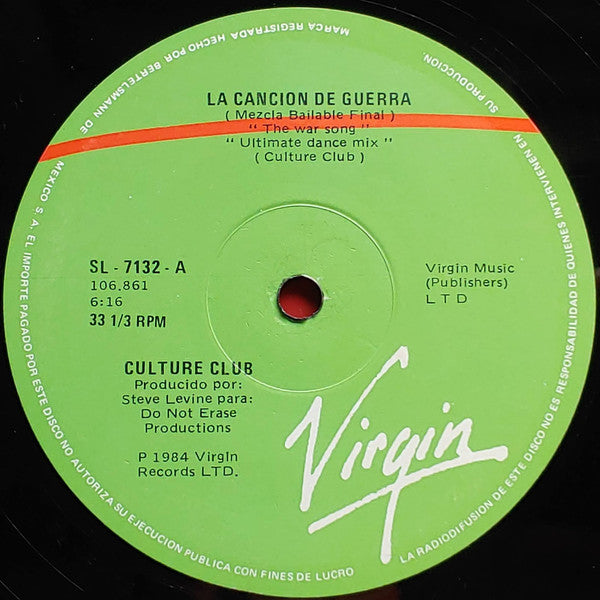 LA CANCION DE GUERRA
( Mezcla Bailable Final )
" The war song "
" Ultimate dance mix "
( Culture Club )
SL - 7132 - A
106.861
6:16
33 1/3 RPM
Virgin Music
(Publishers)
L T D
CULTURE CLUB
Producido por:
Steve Levine para:
Do Not Erase
Productions
P 1984 Virgin
Records LTD.
Virgin
MARCA REGISTRADA HECHO POR BERTELSMANN DE MEXICO S. A. EL IMPORTE PAGADO POR ESTE DISCO NO AUTORIZA SU EJECUCION PUBLICA CON FINES DE LUCRO
LA RADIODIFUSION DE ESTE DISCO NO ES RESPONSABILIDAD DE QUIENES INTERVIENEN EN SU PRODUCCION.